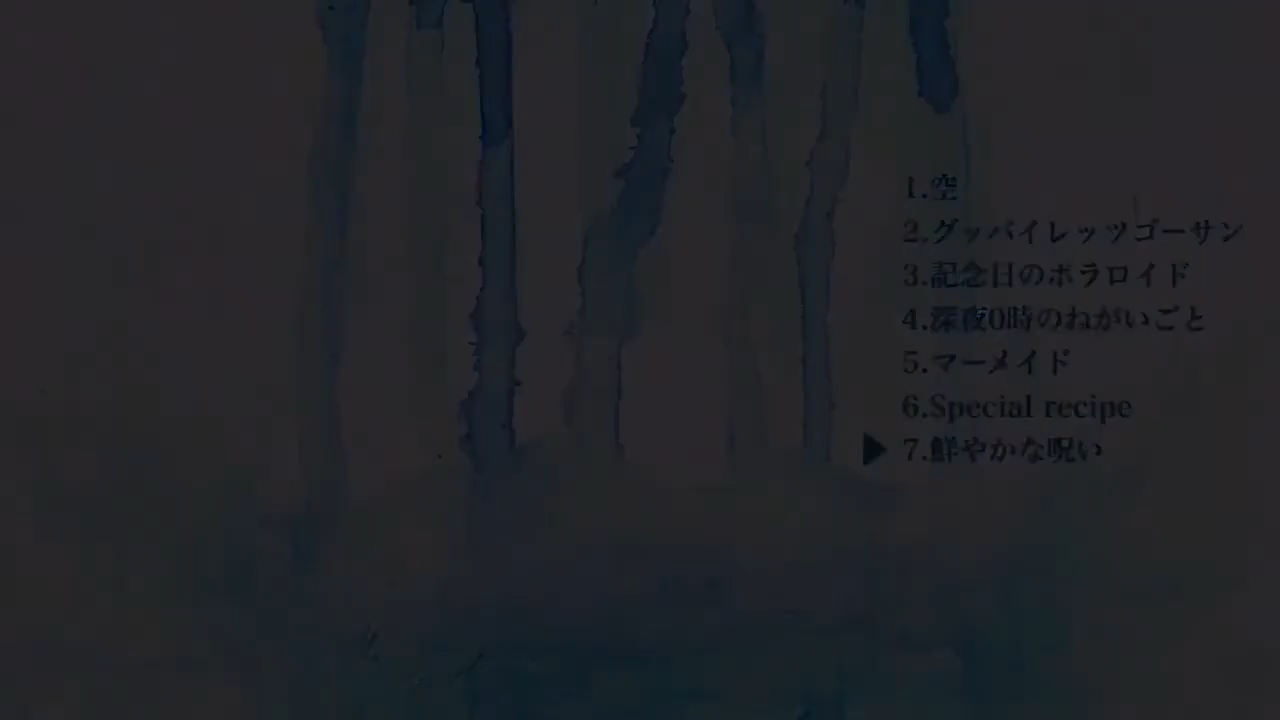 1.空
2.グッバイレッツゴーサン
3.記念日のポラロイド
4.深夜0時のねがいごと
5.マーメイド
6.Special recipe
7.鮮やかな呪い